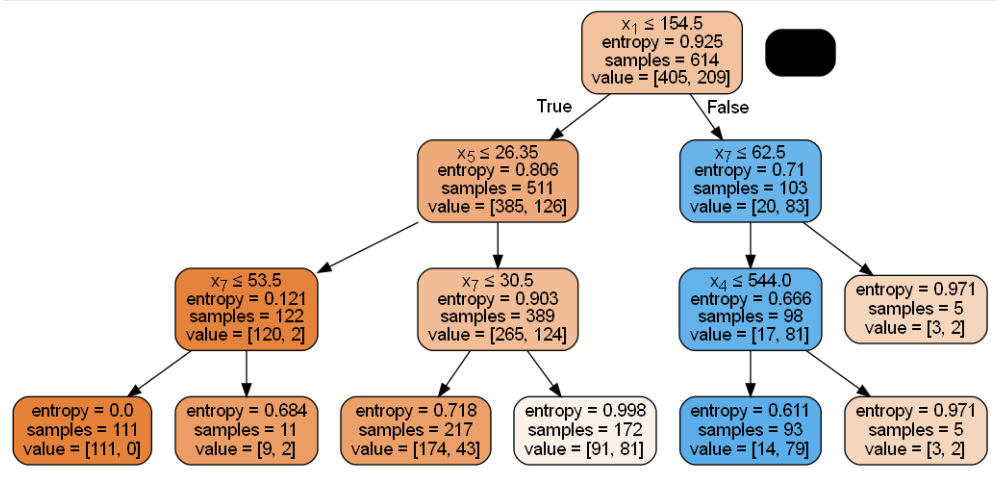 x₁ ≤ 154.5
entropy = 0.925
samples = 614
value = [405, 209]
True
False
x₅ ≤ 26.35
entropy = 0.806
samples = 511
value = [385, 126]
x₇ ≤ 62.5
entropy = 0.71
samples = 103
value = [20, 83]
x₇ ≤ 53.5
entropy = 0.121
samples = 122
value = [120, 2]
x₇ ≤ 30.5
entropy = 0.903
samples = 389
value = [265, 124]
x₄ ≤ 544.0
entropy = 0.666
samples = 98
value = [17, 81]
entropy = 0.971
samples = 5
value = [3, 2]
entropy = 0.0
samples = 111
value = [111, 0]
entropy = 0.684
samples = 11
value = [9, 2]
entropy = 0.718
samples = 217
value = [174, 43]
entropy = 0.998
samples = 172
value = [91, 81]
entropy = 0.611
samples = 93
value = [14, 79]
entropy = 0.971
samples = 5
value = [3, 2]